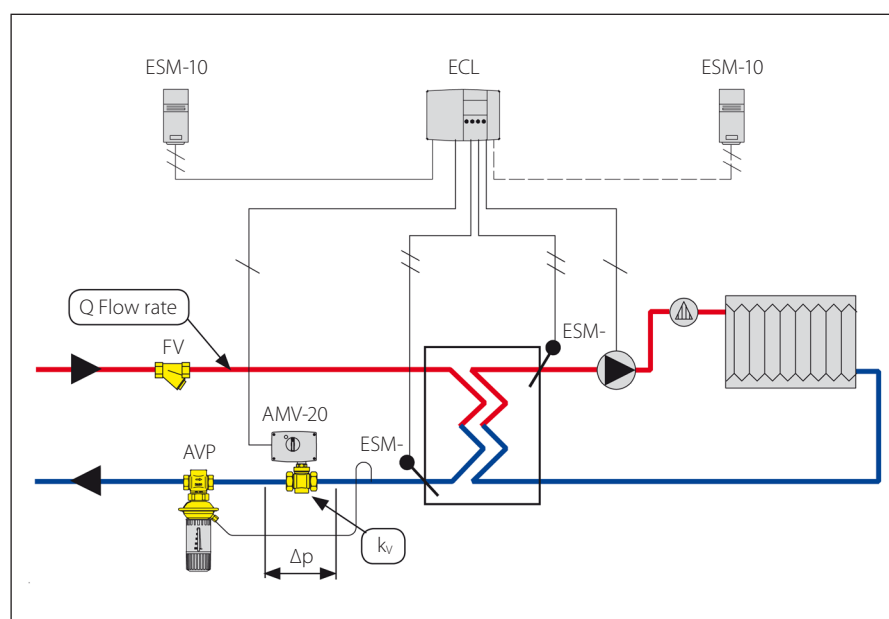 ESM-10
ECL
ESM-10
Q Flow rate
FV
ESM-
AMV-20
AVP
ESM-
kv
Δp